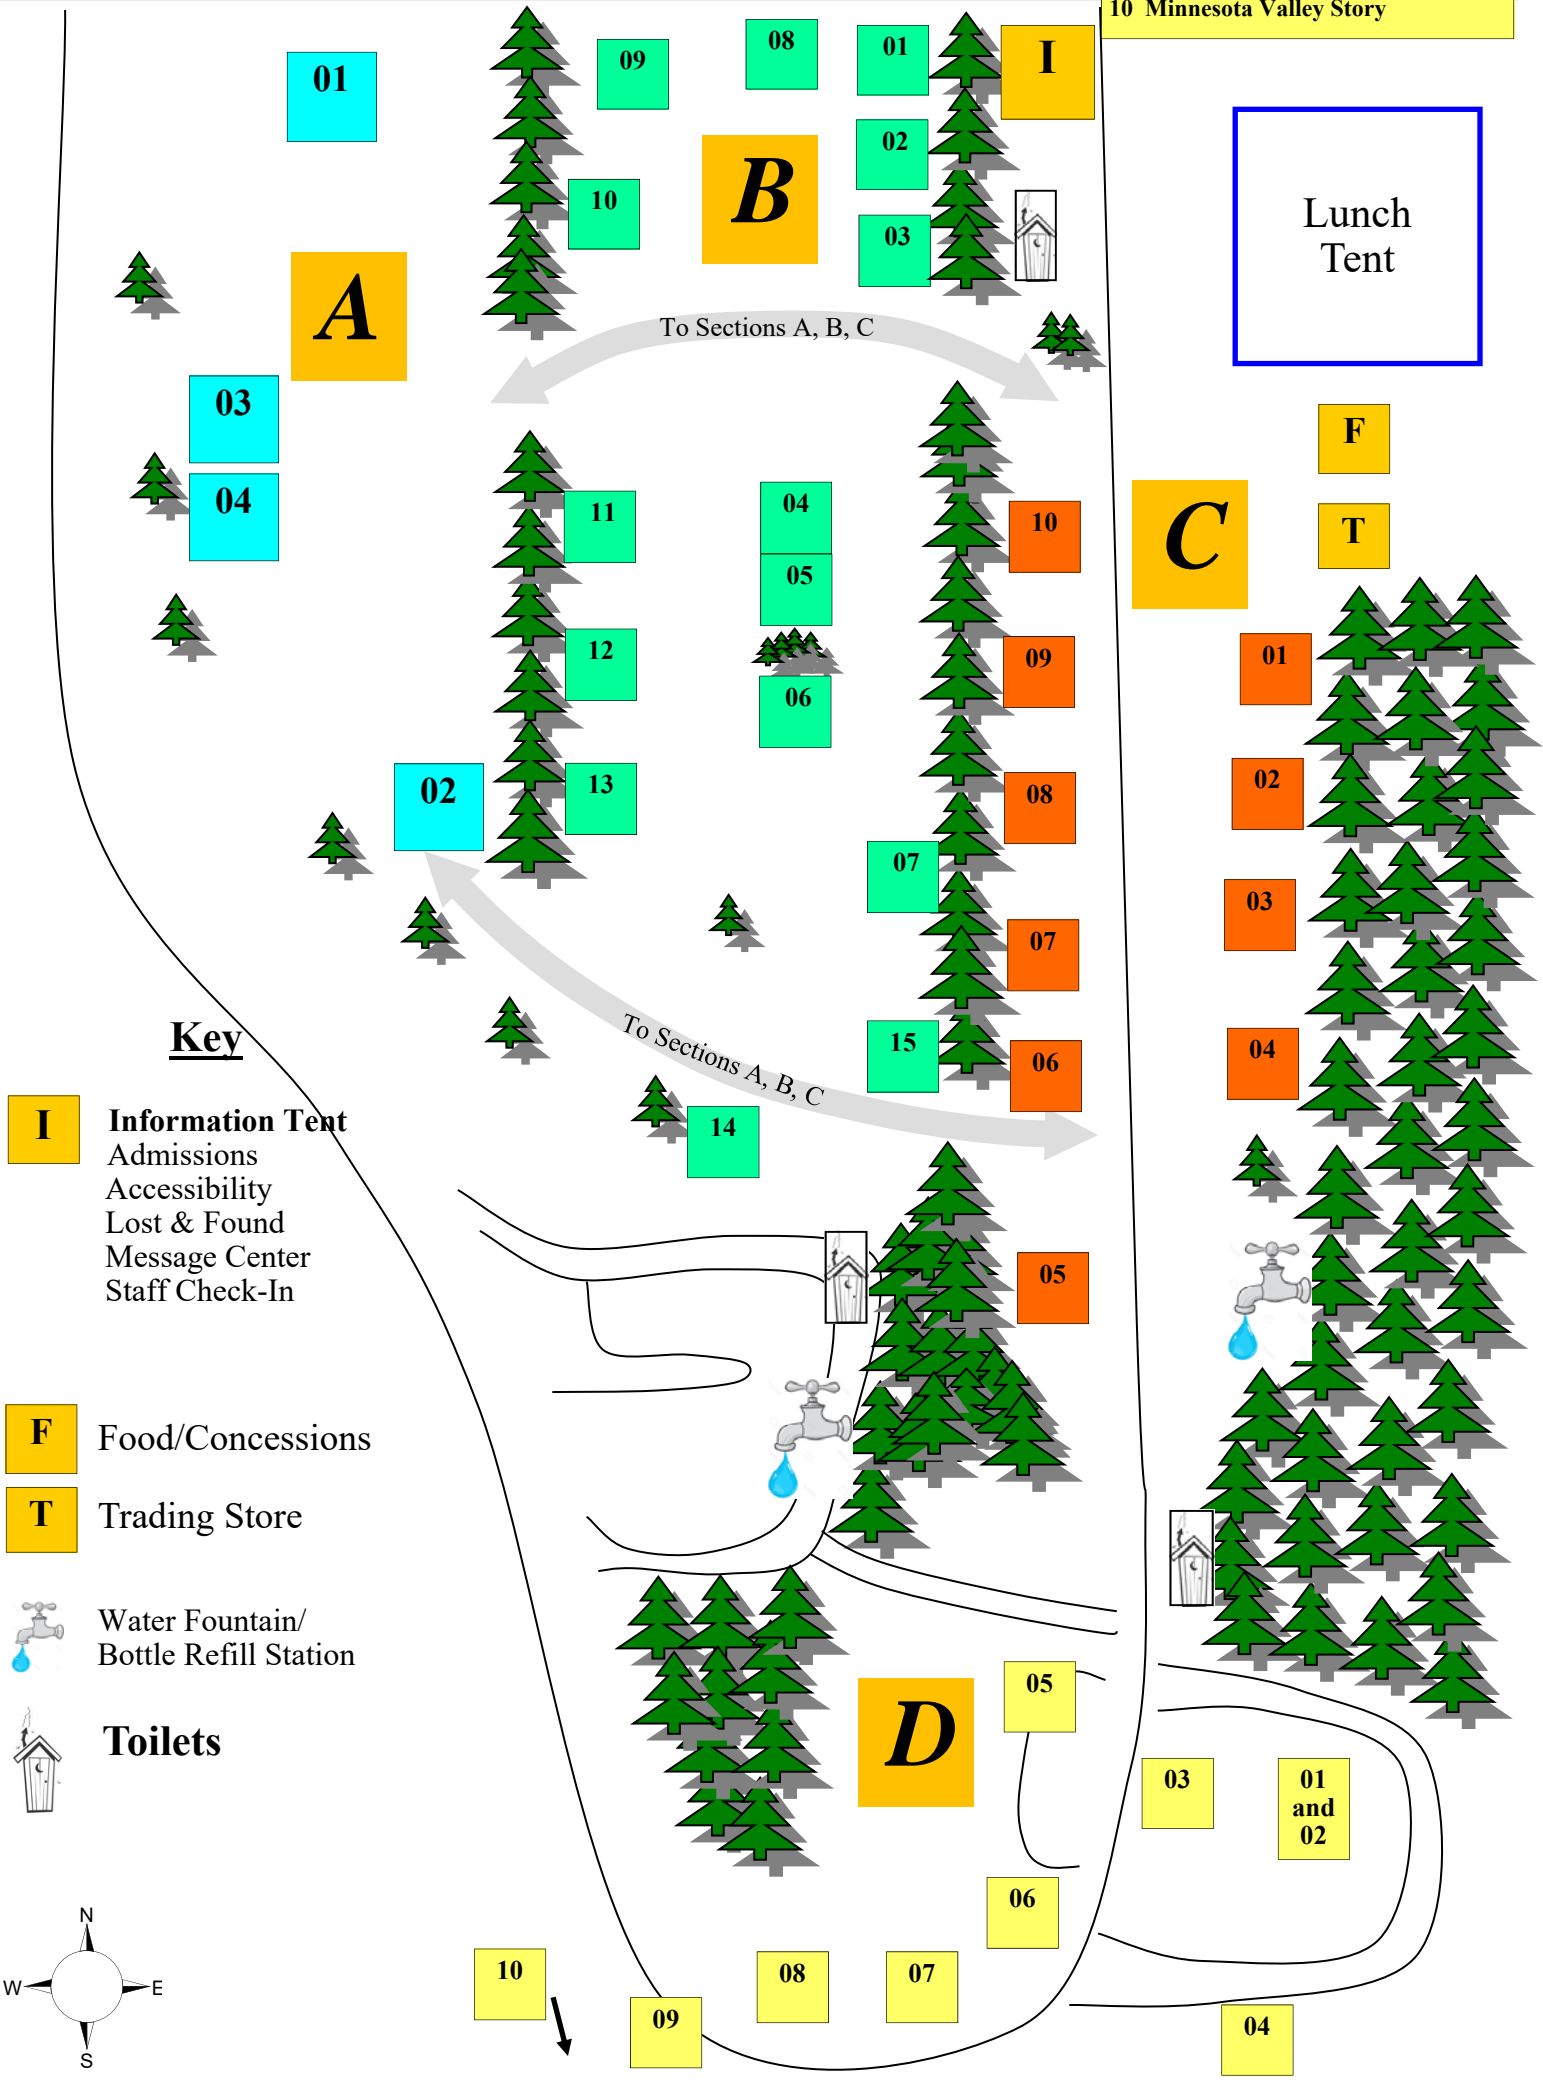 10 Minnesota Valley Story
01
09
08
01
I
02
B
10
03
Lunch
Tent
A
To Sections A, B, C
03
F
04
11
04
10
C
T
05
12
09
01
06
02
13
08
02
07
03
07
15
06
04
To Sections A, B, C
14
05
Key
I
Information Tent
Admissions
Accessibility
Lost & Found
Message Center
Staff Check-In
F
Food/Concessions
T
Trading Store
Water Fountain/
Bottle Refill Station
Toilets
D
05
03
01
and
02
06
10
08
07
09
04
N
W
E
S